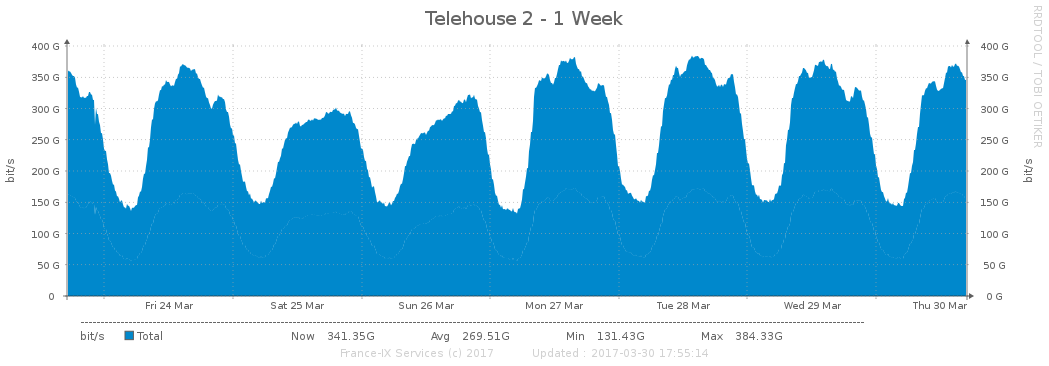 Telehouse 2 - 1 Week
RRDTOOL / TOBI OETIKER
400 G 400 G
350 G 350 G
300 G 300 G
250 G 250 G
200 G 200 G
150 G 150 G
100 G 100 G
50 G 50 G
0 0 G
bit/s bit/s
Fri 24 Mar Sat 25 Mar Sun 26 Mar Mon 27 Mar Tue 28 Mar Wed 29 Mar Thu 30 Mar
bit/s Total Now 341.35G Avg 269.51G Min 131.43G Max 384.33G
France-IX Services (c) 2017 Updated : 2017-03-30 17:55:14